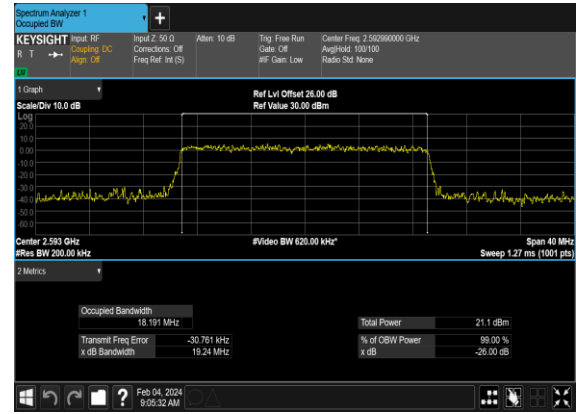 Spectrum Analyzer 1
Occupied BW
+
KEYSIGHT Input: RF Input Z: 50 Ω Atten: 10 dB Trig: Free Run Center Freq: 2.592990000 GHz
R T Coupling: DC Corrections: Off Gate: Off Avg|Hold: 100/100
Align: Off Freq Ref: Int (S) #IF Gain: Low Radio Std: None
1 Graph Ref Lvl Offset 26.00 dB
Scale/Div 10.0 dB Ref Value 30.00 dBm
Log
20.0
10.0
0.00
-10.0
-20.0
-30.0
-40.0
-50.0
-60.0
Center 2.593 GHz #Video BW 620.00 kHz* Span 40 MHz
#Res BW 200.00 kHz Sweep 1.27 ms (1001 pts)
2 Metrics
Occupied Bandwidth
18.191 MHz Total Power 21.1 dBm
Transmit Freq Error -30.761 kHz % of OBW Power 99.00 %
x dB Bandwidth 19.24 MHz x dB -26.00 dB
? Feb 04, 2024
9:05:32 AM